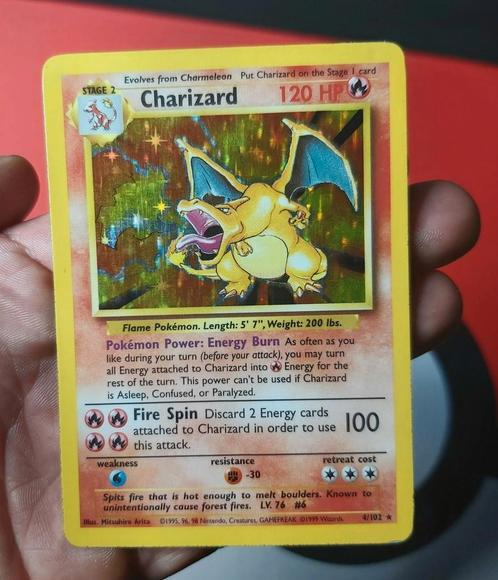 Evolves from Charmeleon Put Charizard on the Stage 1 card
STAGE 2
Charizard 120 HP
Flame Pokémon. Length: 5' 7", Weight: 200 lbs.
Pokémon Power: Energy Burn As often as you
like during your turn (before your attack), you may turn
all Energy attached to Charizard into Energy for the
rest of the turn. This power can't be used if Charizard
is Asleep, Confused, or Paralyzed.
Fire Spin Discard 2 Energy cards
attached to Charizard in order to use 100
this attack.
weakness resistance retreat cost
-30
Spits fire that is hot enough to melt boulders. Known to
unintentionally cause forest fires. LV. 76 #6
Illus. Mitsuhiro Arita ©1995, 96, 98 Nintendo, Creatures, GAMEFREAK ©1999 Wizards. 4/102 ★